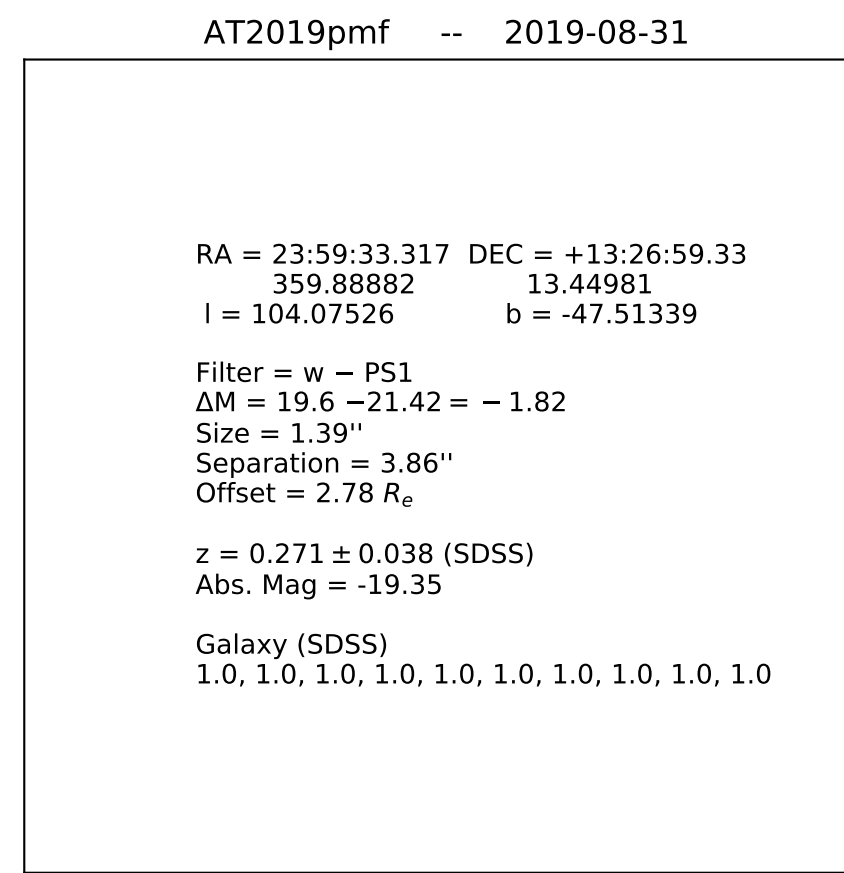 AT2019pmf -- 2019-08-31
RA = 23:59:33.317 DEC = +13:26:59.33
359.88882 13.44981
l = 104.07526 b = -47.51339
Filter = w − PS1
ΔM = 19.6 −21.42 = − 1.82
Size = 1.39''
Separation = 3.86''
Offset = 2.78 Rₑ
z = 0.271 ± 0.038 (SDSS)
Abs. Mag = -19.35
Galaxy (SDSS)
1.0, 1.0, 1.0, 1.0, 1.0, 1.0, 1.0, 1.0, 1.0, 1.0